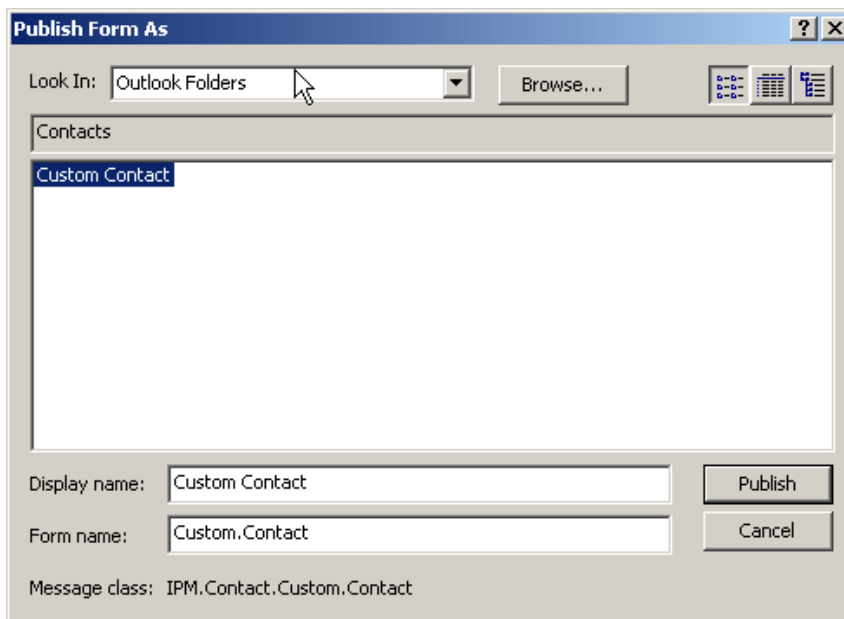 Publish Form As
Look In: Outlook Folders Browse...
Contacts
Custom Contact
Display name: Custom Contact Publish
Form name: Custom.Contact Cancel
Message class: IPM.Contact.Custom.Contact